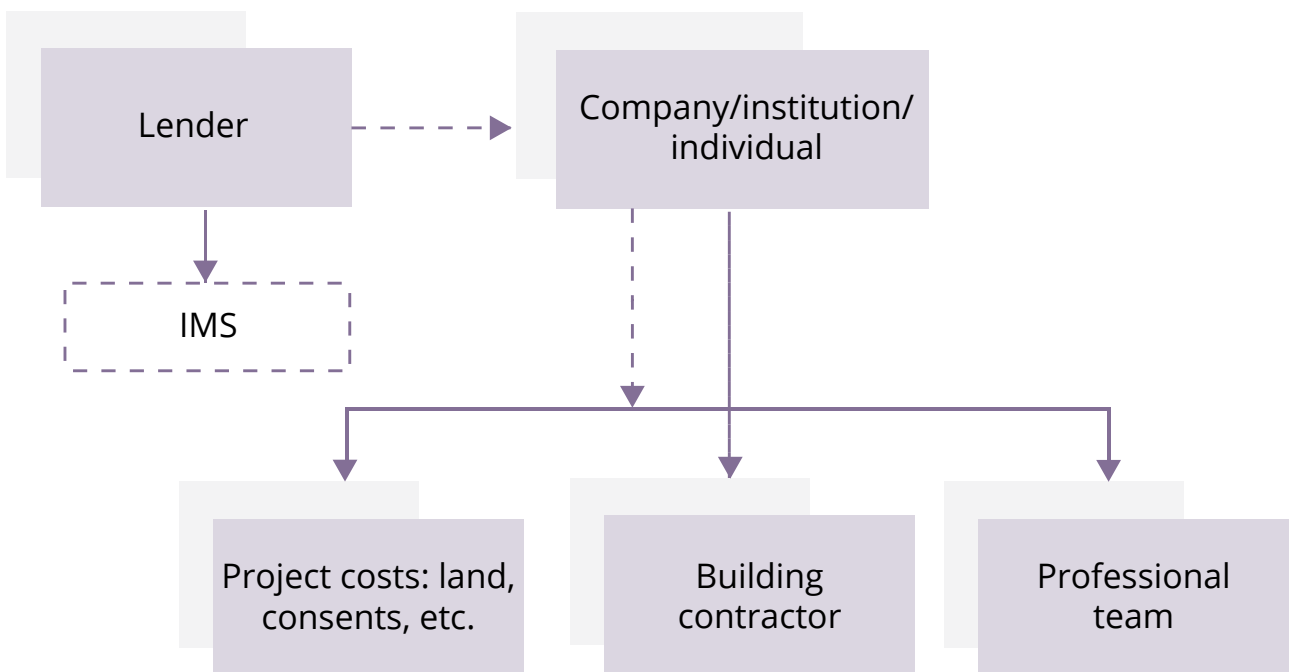 Lender
Company/institution/
individual
IMS
Project costs: land,
consents, etc.
Building
contractor
Professional
team